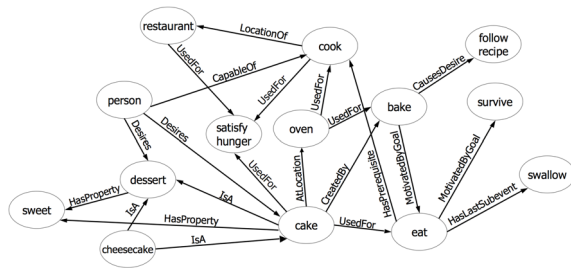 restaurant
LocationOf
cook
follow
recipe
UsedFor
CapableOf
UsedFor
CausesDesire
person
UsedFor
bake
survive
satisfy
hunger
oven
UsedFor
Desires
Desires
HasPrerequisite
MotivatedByGoal
MotivatedByGoal
dessert
UsedFor
AtLocation
CreatedBy
swallow
HasProperty
IsA
sweet
IsA
HasProperty
cake
UsedFor
eat
HasLastSubevent
cheesecake
IsA